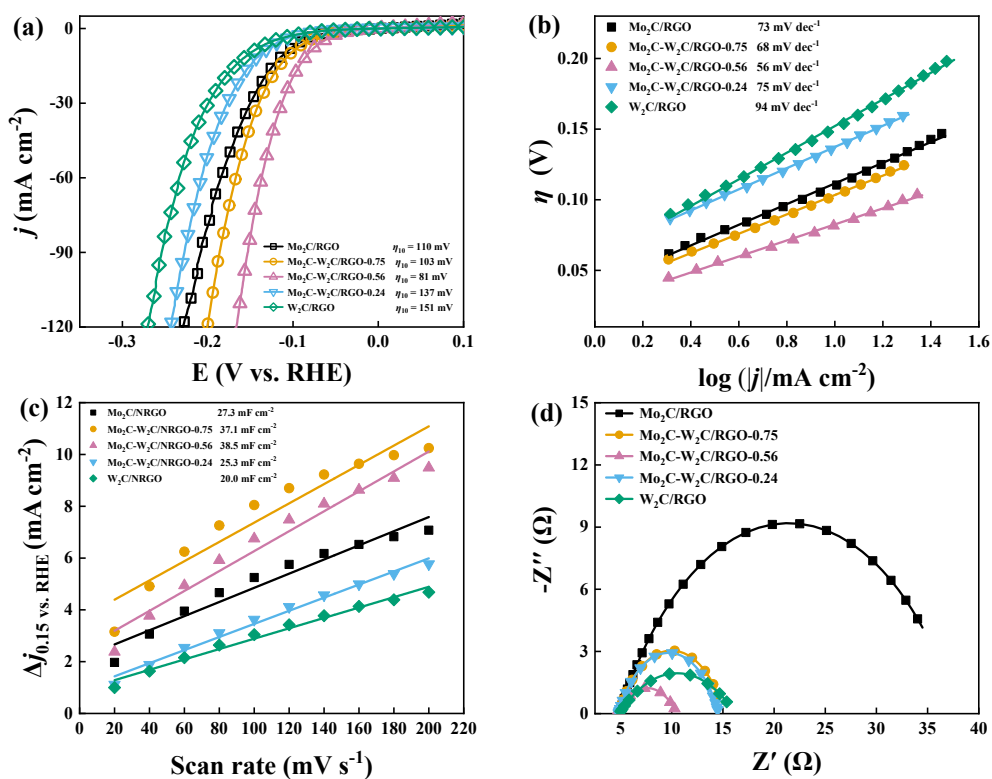 (a)
0
-30
-60
-90
-120
-0.3
-0.2
-0.1
0.0
0.1
j (mA cm⁻²)
E (V vs. RHE)
Mo₂C/RGO η₁₀ = 110 mV
Mo₂C-W₂C/RGO-0.75 η₁₀ = 103 mV
Mo₂C-W₂C/RGO-0.56 η₁₀ = 81 mV
Mo₂C-W₂C/RGO-0.24 η₁₀ = 137 mV
W₂C/RGO η₁₀ = 151 mV
(b)
Mo₂C/RGO 73 mV dec⁻¹
Mo₂C-W₂C/RGO-0.75 68 mV dec⁻¹
Mo₂C-W₂C/RGO-0.56 56 mV dec⁻¹
Mo₂C-W₂C/RGO-0.24 75 mV dec⁻¹
W₂C/RGO 94 mV dec⁻¹
0.20
0.15
0.10
0.05
η (V)
0.0
0.2
0.4
0.6
0.8
1.0
1.2
1.4
1.6
log (|j|/mA cm⁻²)
(c)
Mo₂C/NRGO 27.3 mF cm⁻²
Mo₂C-W₂C/NRGO-0.75 37.1 mF cm⁻²
Mo₂C-W₂C/NRGO-0.56 38.5 mF cm⁻²
Mo₂C-W₂C/NRGO-0.24 25.3 mF cm⁻²
W₂C/NRGO 20.0 mF cm⁻²
12
10
8
6
4
2
0
Δj₀.₁₅ vs. RHE (mA cm⁻²)
0
20
40
60
80
100
120
140
160
180
200
220
Scan rate (mV s⁻¹)
(d)
Mo₂C/RGO
Mo₂C-W₂C/RGO-0.75
Mo₂C-W₂C/RGO-0.56
Mo₂C-W₂C/RGO-0.24
W₂C/RGO
15
12
9
6
3
0
-Z″ (Ω)
0
5
10
15
20
25
30
35
40
Z′ (Ω)